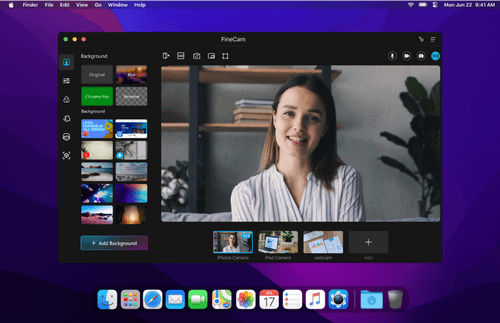 Finder File Edit View Go Window Help
Mon Jun 22 9:41 AM
FineCam
Background
Original
Blur
Chroma Key
Remove
Background
+ Add Background
iPhone Camera
iPad Camera
webcam
Add
JUL
17